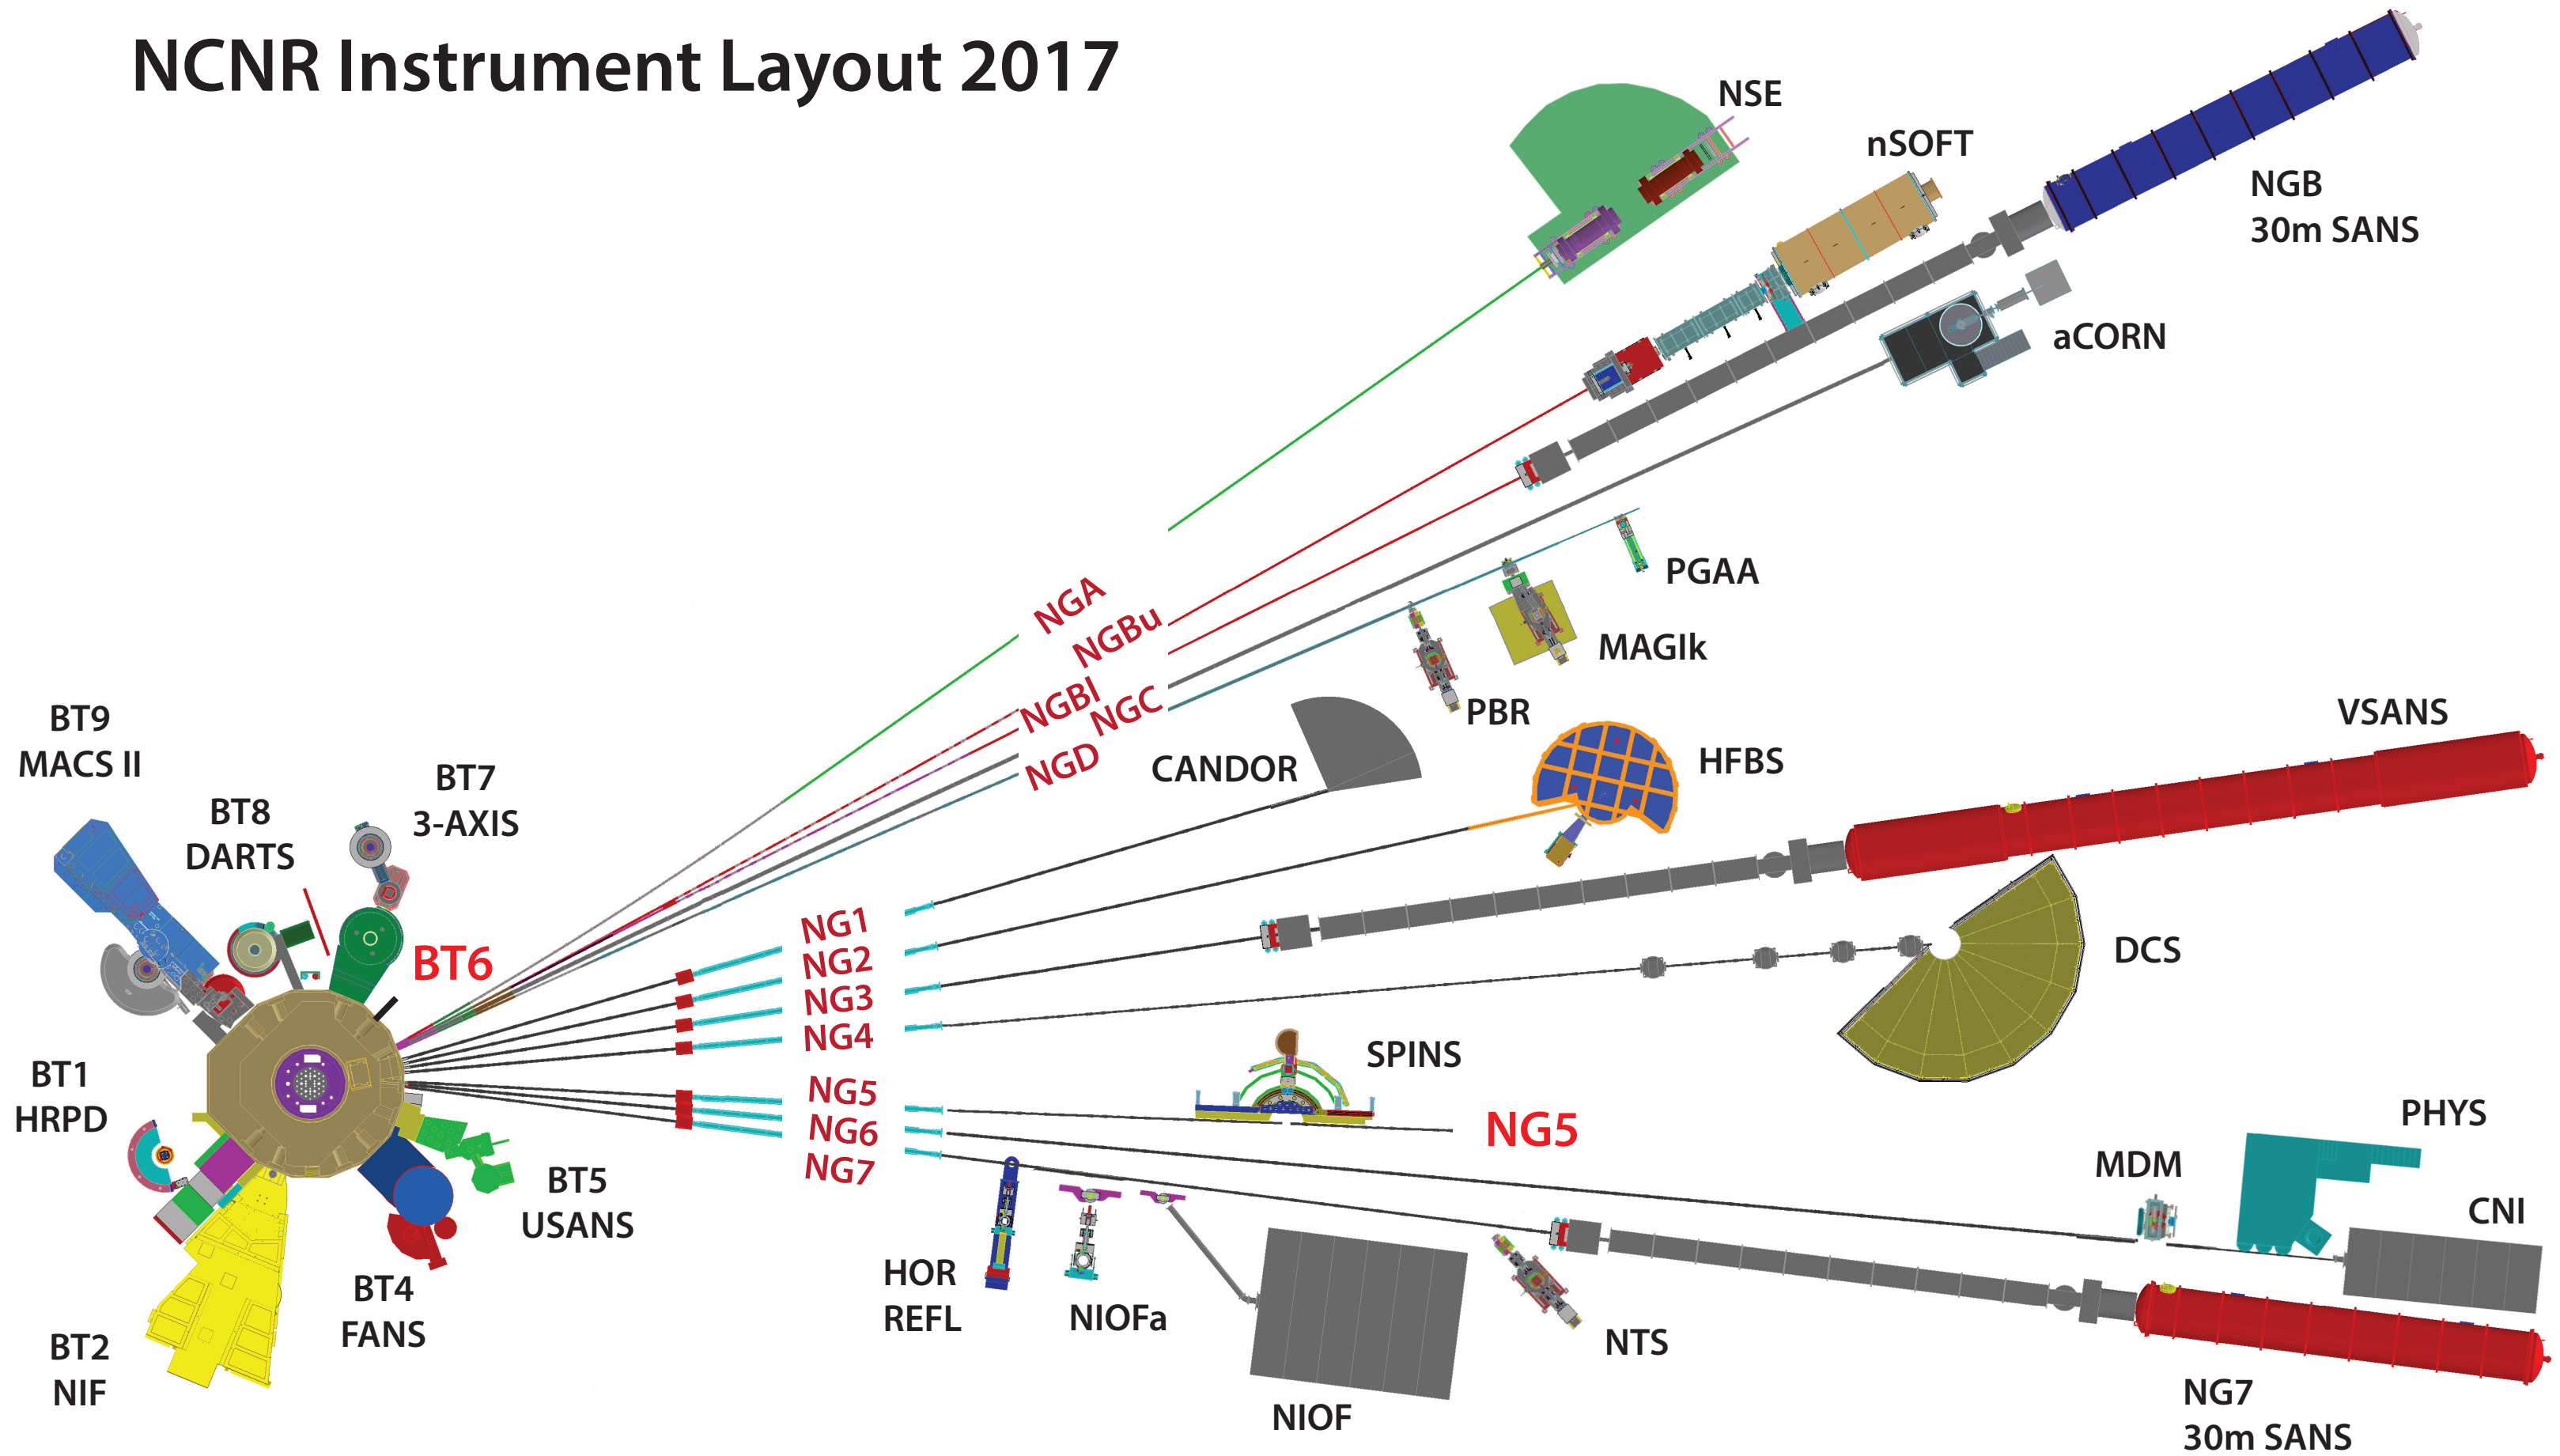 NCNR Instrument Layout 2017
NSE
nSOFT
NGB
30m SANS
aCORN
PGAA
MAGIk
PBR
NGA
NGBu
NGBl
NGC
NGD
CANDOR
HFBS
VSANS
BT9
MACS II
BT8
DARTS
BT7
3-AXIS
BT6
NG1
NG2
NG3
NG4
NG5
NG6
NG7
DCS
SPINS
NG5
BT1
HRPD
BT5
USANS
BT4
FANS
BT2
NIF
HOR
REFL
NIOFa
NIOF
NTS
MDM
PHYS
CNI
NG7
30m SANS